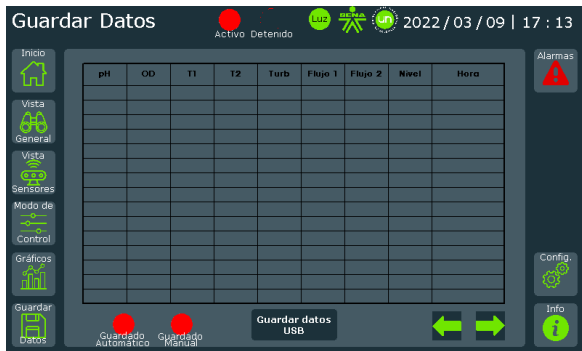 Guardar Datos
Activo Detenido
Luz
SENA
un
2022 / 03 / 09 | 17 : 13
Inicio
Vista
General
Vista
Sensores
Modo de
Control
Gráficos
Guardar
Datos
pH OD T1 T2 Turb Flujo 1 Flujo 2 Nivel Hora
Guardado
Automático
Guardado
Manual
Guardar datos
USB
Alarmas
Config.
Info
i